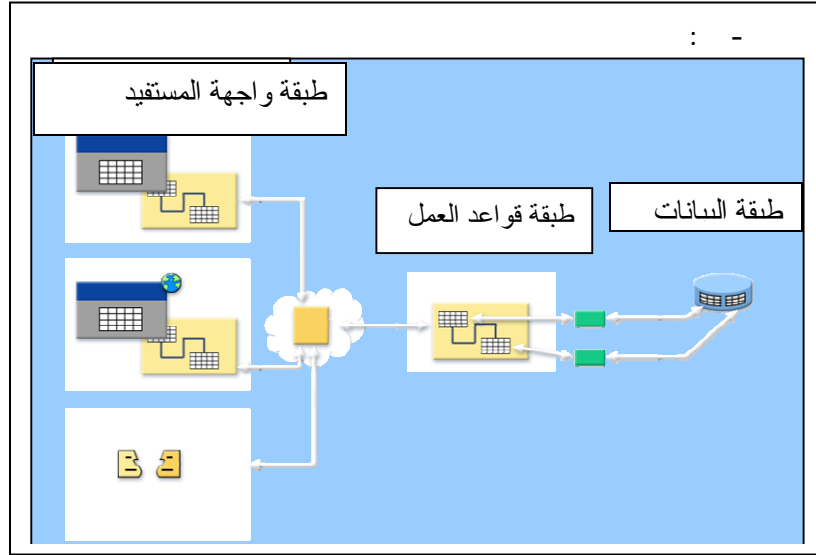 - :
طبقة واجهة المستفيد
طبقة قواعد العمل
طبقة البيانات